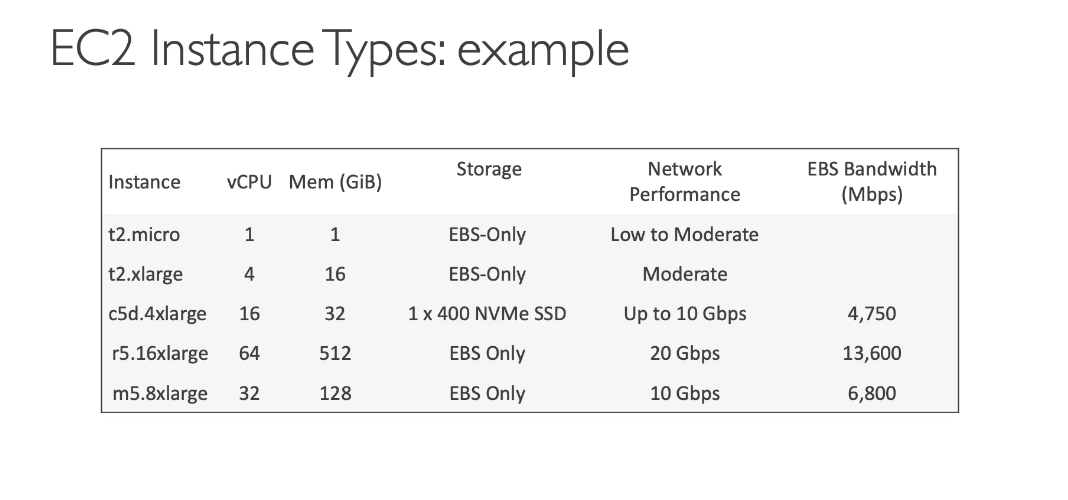 EC2 Instance Types: example
Instance vCPU Mem (GiB) Storage Network Performance EBS Bandwidth (Mbps)
t2.micro 1 1 EBS-Only Low to Moderate
t2.xlarge 4 16 EBS-Only Moderate
c5d.4xlarge 16 32 1 x 400 NVMe SSD Up to 10 Gbps 4,750
r5.16xlarge 64 512 EBS Only 20 Gbps 13,600
m5.8xlarge 32 128 EBS Only 10 Gbps 6,800